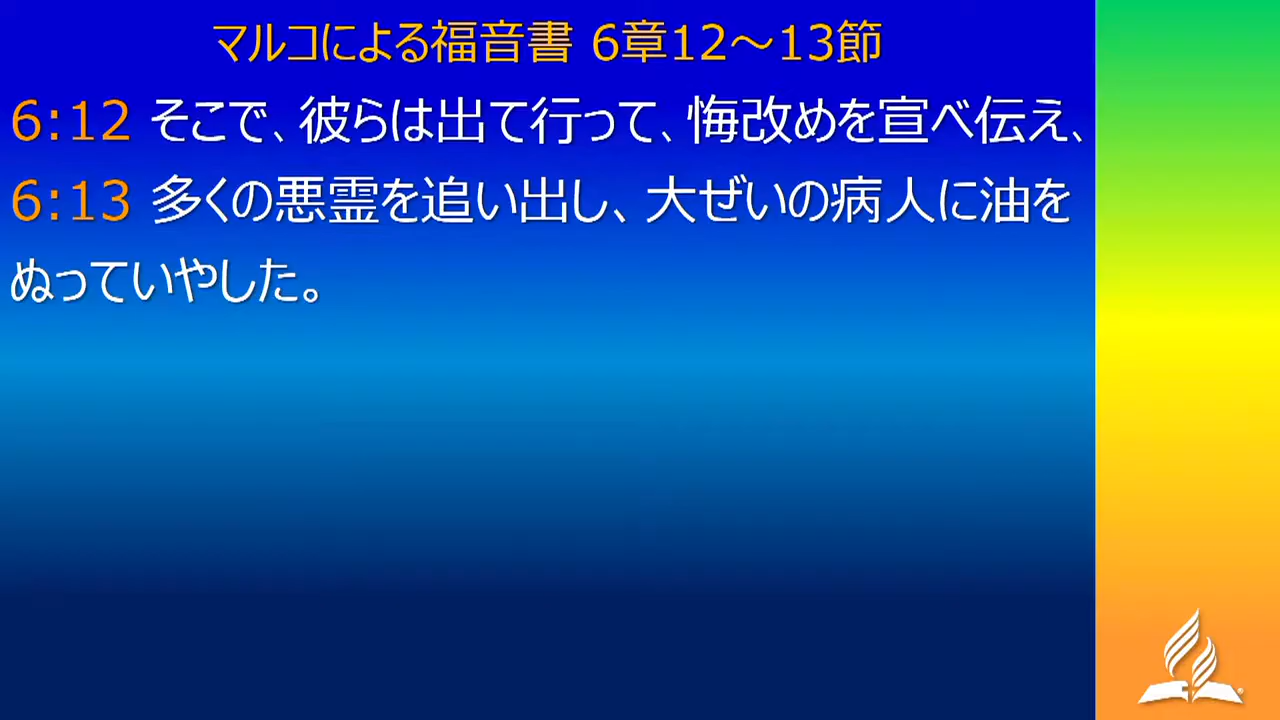 マルコによる福音書 6章12～13節
6:12 そこで、彼らは出て行って、悔改めを宣べ伝え、
6:13 多くの悪霊を追い出し、大ぜいの病人に油を
ぬっていやした。